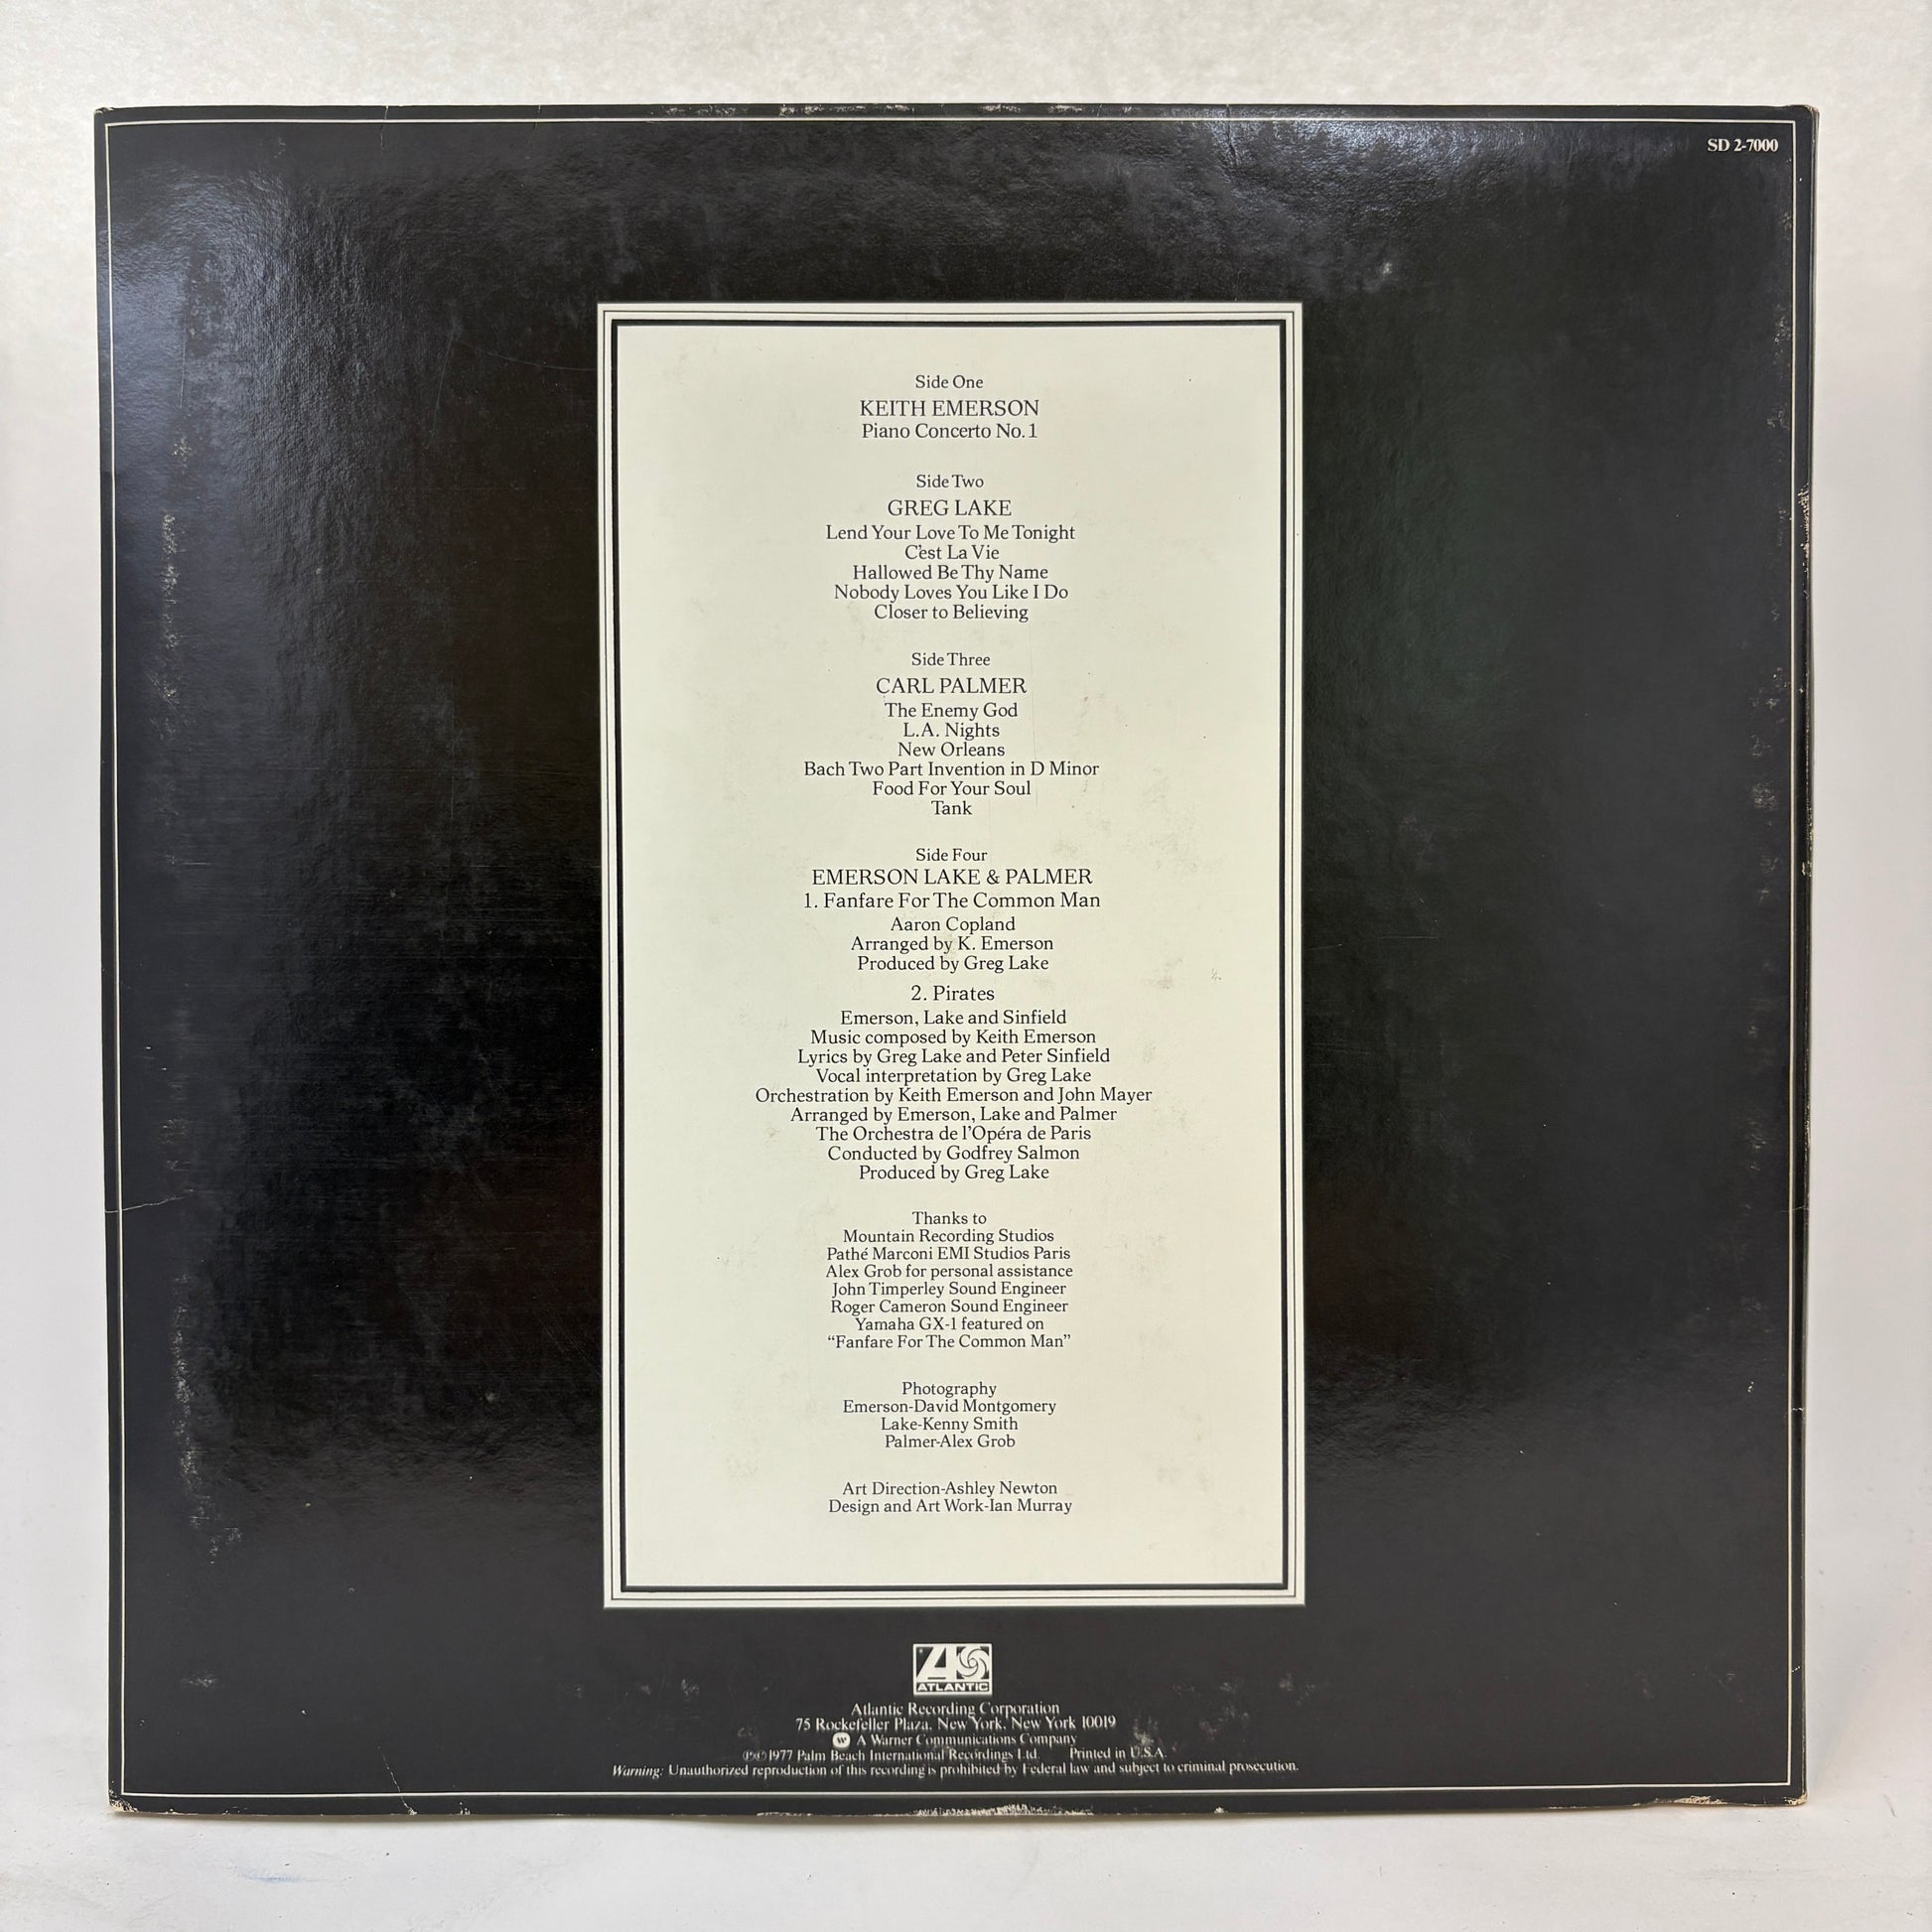 SD 2-7000
Side One
KEITH EMERSON
Piano Concerto No. 1
Side Two
GREG LAKE
Lend Your Love To Me Tonight
C'est La Vie
Hallowed Be Thy Name
Nobody Loves You Like I Do
Closer to Believing
Side Three
CARL PALMER
The Enemy God
L.A. Nights
New Orleans
Bach Two Part Invention in D Minor
Food For Your Soul
Tank
Side Four
EMERSON LAKE & PALMER
1. Fanfare For The Common Man
Aaron Copland
Arranged by K. Emerson
Produced by Greg Lake
2. Pirates
Emerson, Lake and Sinfield
Music composed by Keith Emerson
Lyrics by Greg Lake and Peter Sinfield
Vocal interpretation by Greg Lake
Orchestration by Keith Emerson and John Mayer
Arranged by Emerson, Lake and Palmer
The Orchestra de l'Opéra de Paris
Conducted by Godfrey Salmon
Produced by Greg Lake
Thanks to
Mountain Recording Studios
Pathé Marconi EMI Studios Paris
Alex Grob for personal assistance
John Timperley Sound Engineer
Roger Cameron Sound Engineer
Yamaha GX-1 featured on
“Fanfare For The Common Man”
Photography
Emerson-David Montgomery
Lake-Kenny Smith
Palmer-Alex Grob
Art Direction-Ashley Newton
Design and Art Work-Ian Murray
ATLANTIC
Atlantic Recording Corporation
75 Rockefeller Plaza, New York, New York 10019
W A Warner Communications Company
℗© 1977 Palm Beach International Recordings Ltd. Printed in U.S.A.
Warning: Unauthorized reproduction of this recording is prohibited by Federal law and subject to criminal prosecution.